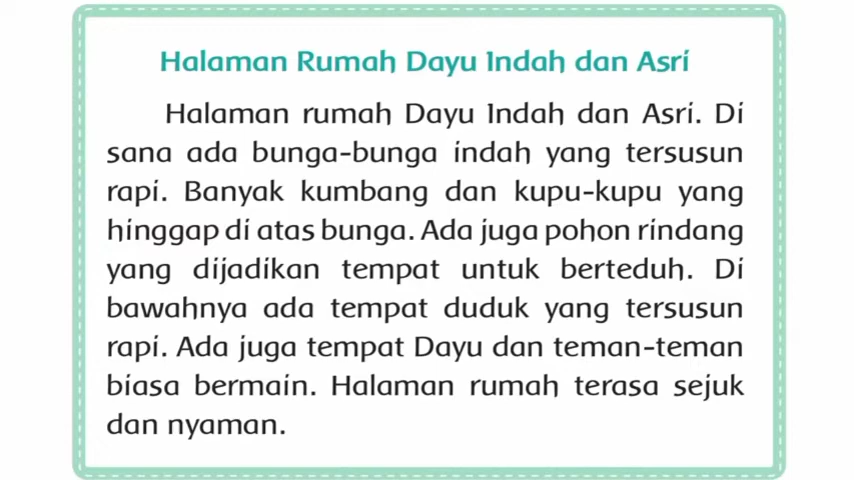 Halaman Rumah Dayu Indah dan Asri
Halaman rumah Dayu Indah dan Asri. Di
sana ada bunga-bunga indah yang tersusun
rapi. Banyak kumbang dan kupu-kupu yang
hinggap di atas bunga. Ada juga pohon rindang
yang dijadikan tempat untuk berteduh. Di
bawahnya ada tempat duduk yang tersusun
rapi. Ada juga tempat Dayu dan teman-teman
biasa bermain. Halaman rumah terasa sejuk
dan nyaman.